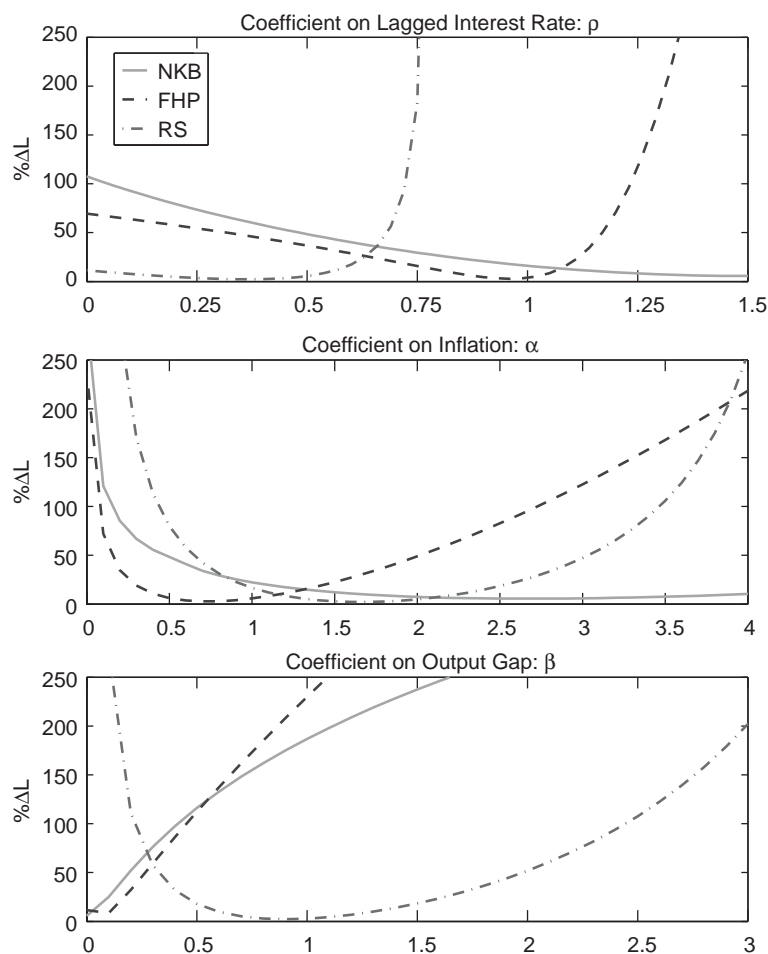 Coefficient on Lagged Interest Rate: ρ
250
200
150
100
50
0
%ΔL
NKB
FHP
RS
0 0.25 0.5 0.75 1 1.25 1.5
Coefficient on Inflation: α
250
200
150
100
50
0
%ΔL
0 0.5 1 1.5 2 2.5 3 3.5 4
Coefficient on Output Gap: β
250
200
150
100
50
0
%ΔL
0 0.5 1 1.5 2 2.5 3